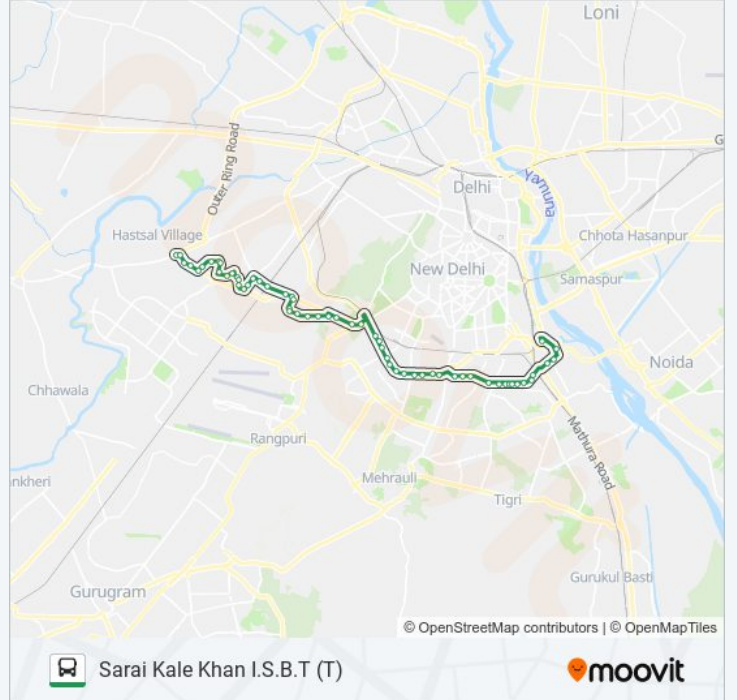 Loni
G
Outer Ring Road
Delhi
Yamuna
Hastsal Village
Chhota Hasanpur
New Delhi
Samaspur
Noida
Chhawala
Rangpuri
Mathura Road
nkheri
Mehrauli
Tigri
Gurukul Basti
Gurugram
© OpenStreetMap contributors | © OpenMapTiles
Sarai Kale Khan I.S.B.T (T)
moovit